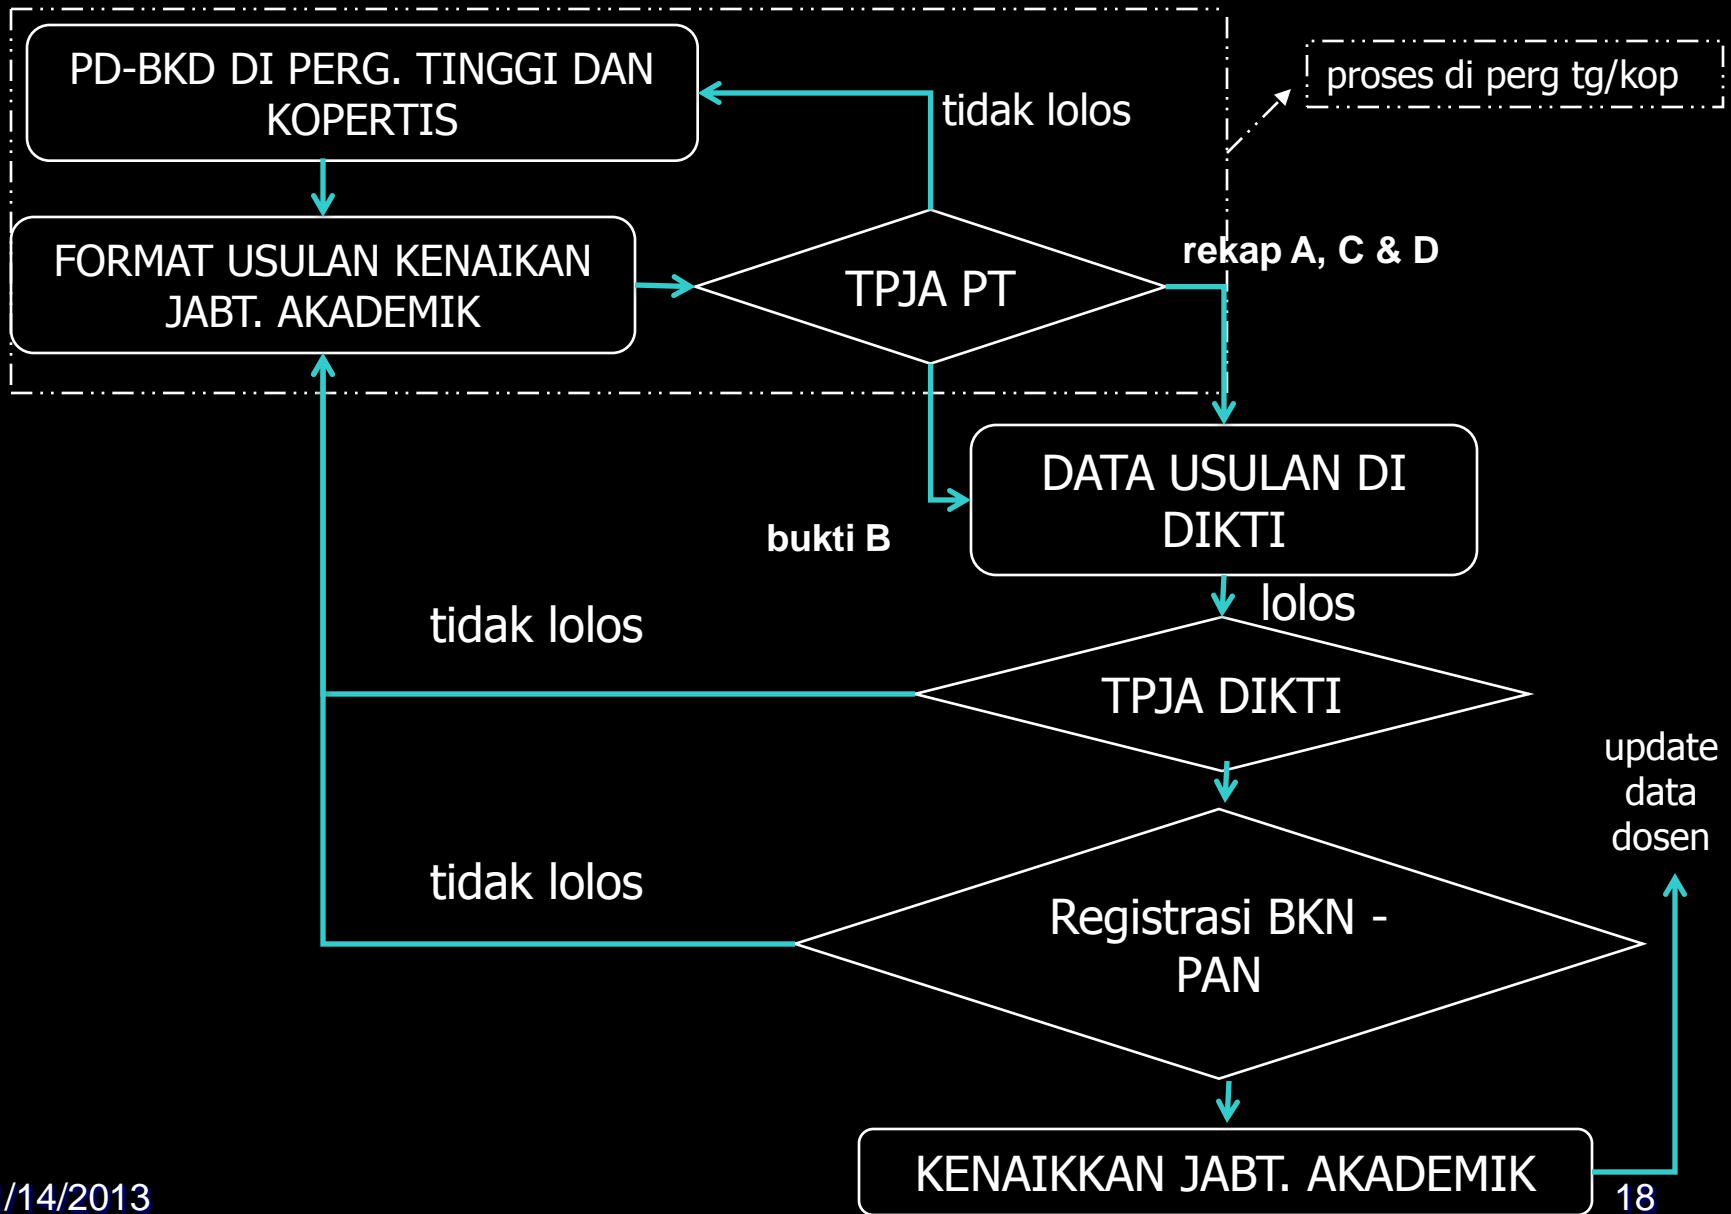 PD-BKD DI PERG. TINGGI DAN
KOPERTIS
proses di perg tg/kop
tidak lolos
FORMAT USULAN KENAIKAN
JABT. AKADEMIK
TPJA PT
rekap A, C & D
DATA USULAN DI
DIKTI
bukti B
lolos
tidak lolos
TPJA DIKTI
update
data
dosen
tidak lolos
Registrasi BKN -
PAN
KENAIKKAN JABT. AKADEMIK
/14/2013
18